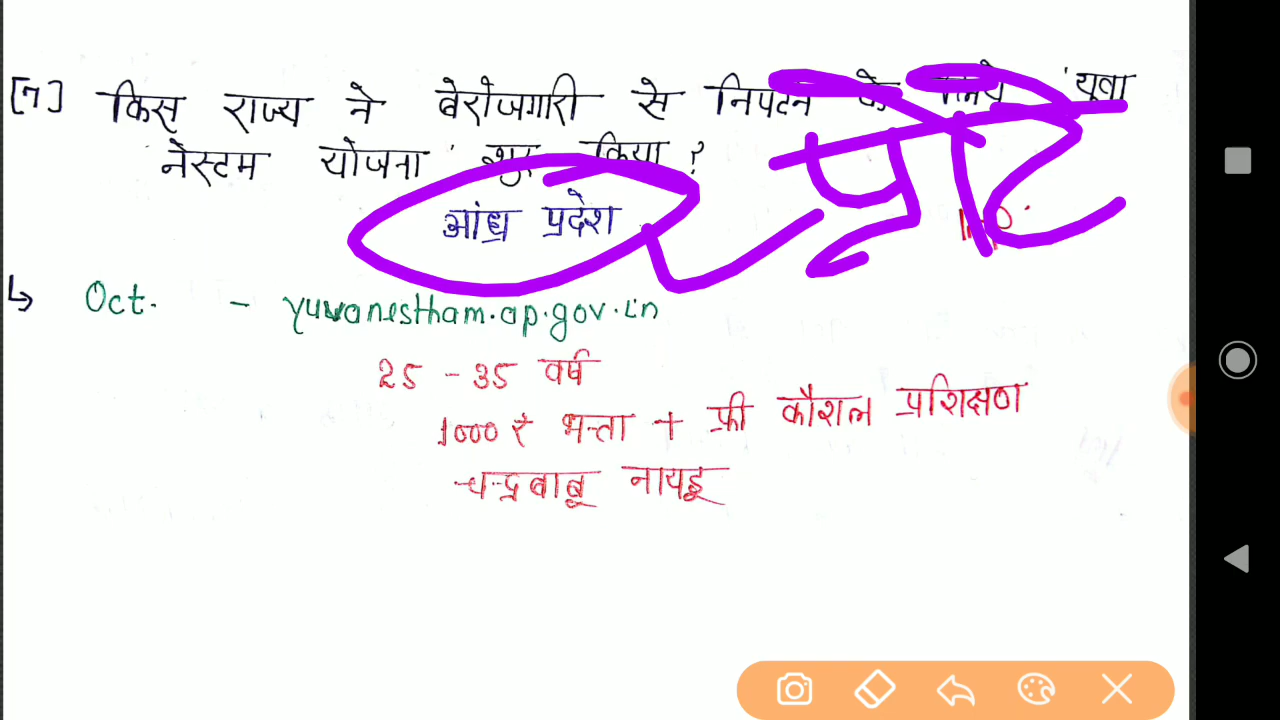 [7] किस राज्य ने बेरोजगारी से निपटन के लिये 'युवा
नेस्टम योजना' शुरू किया ?
आंध्र प्रदेश
↳ Oct. - yuvanestham.ap.gov.in
25 - 35 वर्ष
1000 ₹ भत्ता + फ्री कौशल प्रशिक्षण
चन्द्रबाबू नायडू